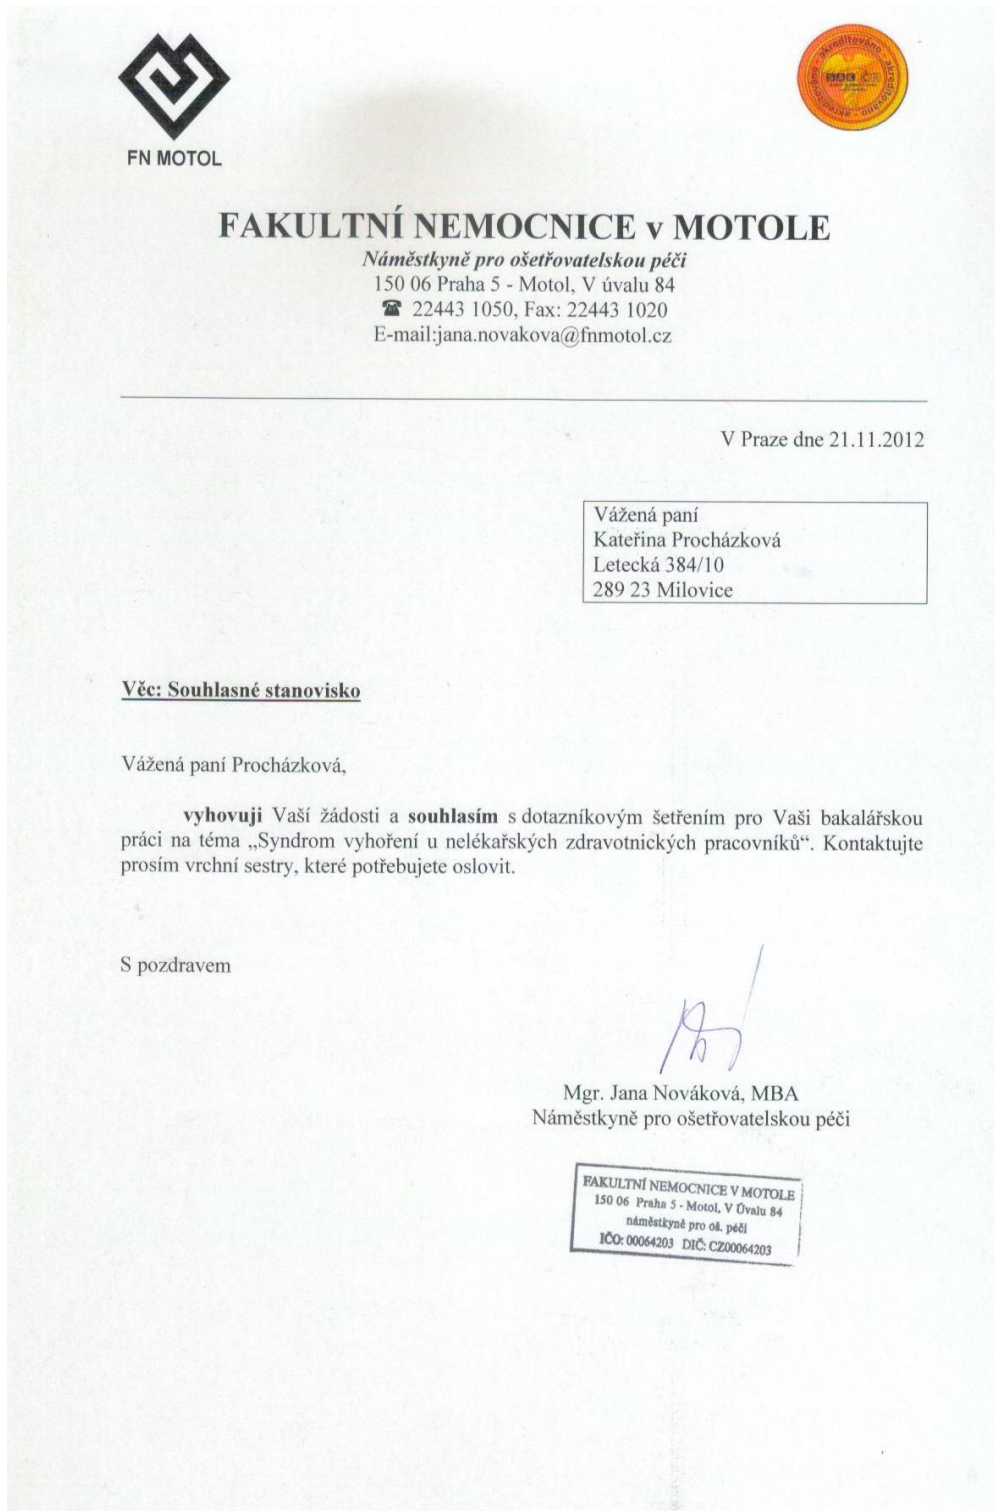 FN MOTOL
akreditováno - akreditováno - akreditováno
SAK ČR
FAKULTNÍ NEMOCNICE v MOTOLE
Náměstkyně pro ošetřovatelskou péči
150 06 Praha 5 - Motol, V úvalu 84
☎ 22443 1050, Fax: 22443 1020
E-mail:jana.novakova@fnmotol.cz
V Praze dne 21.11.2012
Vážená paní
Kateřina Procházková
Letecká 384/10
289 23 Milovice
Věc: Souhlasné stanovisko
Vážená paní Procházková,
vyhovuji Vaší žádosti a souhlasím s dotazníkovým šetřením pro Vaši bakalářskou
práci na téma „Syndrom vyhoření u nelékařských zdravotnických pracovníků“. Kontaktujte
prosím vrchní sestry, které potřebujete oslovit.
S pozdravem
Mgr. Jana Nováková, MBA
Náměstkyně pro ošetřovatelskou péči
FAKULTNÍ NEMOCNICE V MOTOLE
150 06 Praha 5 - Motol, V Úvalu 84
náměstkyně pro oš. péči
IČO: 00064203 DIČ: CZ00064203